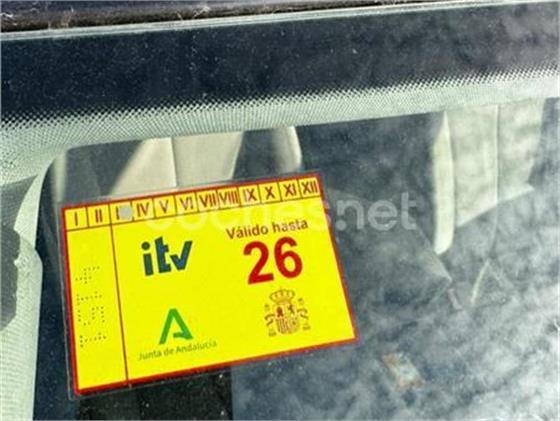 I II IV V VI VII VIII IX X XI XII
itv
Válido hasta
26
Junta de Andalucía
coches.net